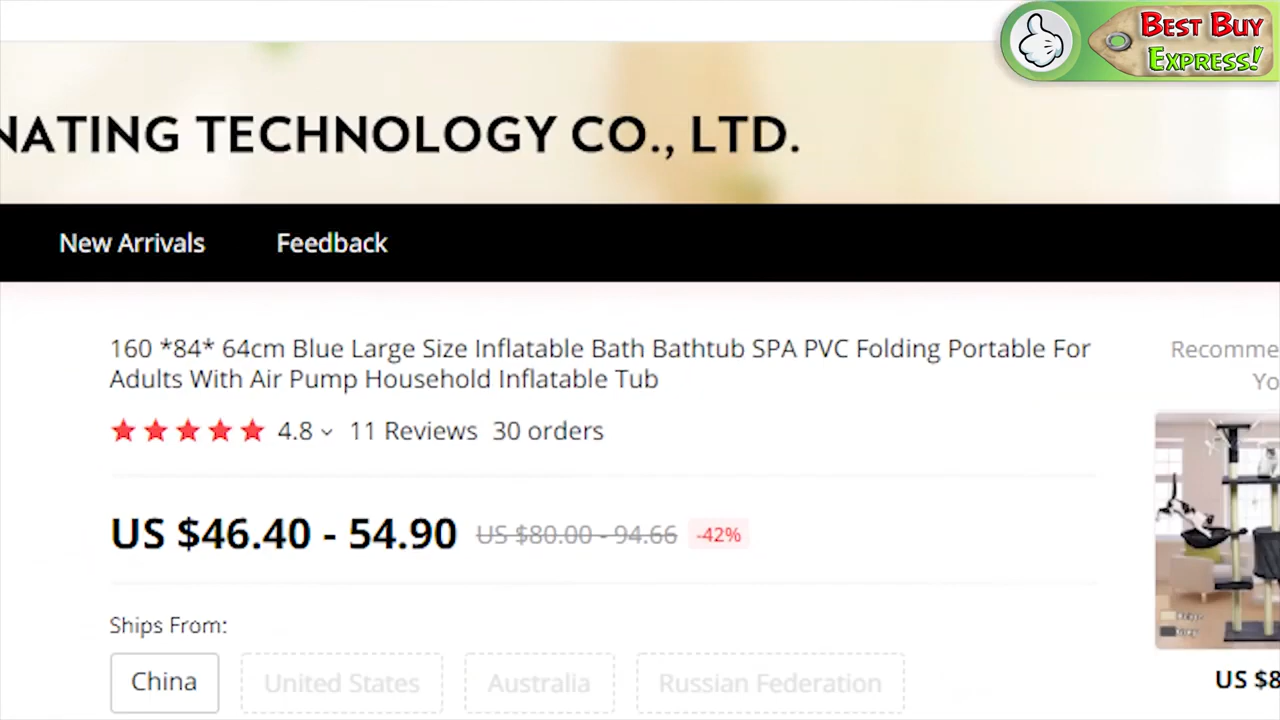 BEST BUY
EXPRESS!
NATING TECHNOLOGY CO., LTD.
New Arrivals Feedback
160 *84* 64cm Blue Large Size Inflatable Bath Bathtub SPA PVC Folding Portable For
Adults With Air Pump Household Inflatable Tub
4.8 11 Reviews 30 orders
US $46.40 - 54.90 US $80.00 - 94.66 -42%
Ships From:
China United States Australia Russian Federation
Recomme
Yo
US $8